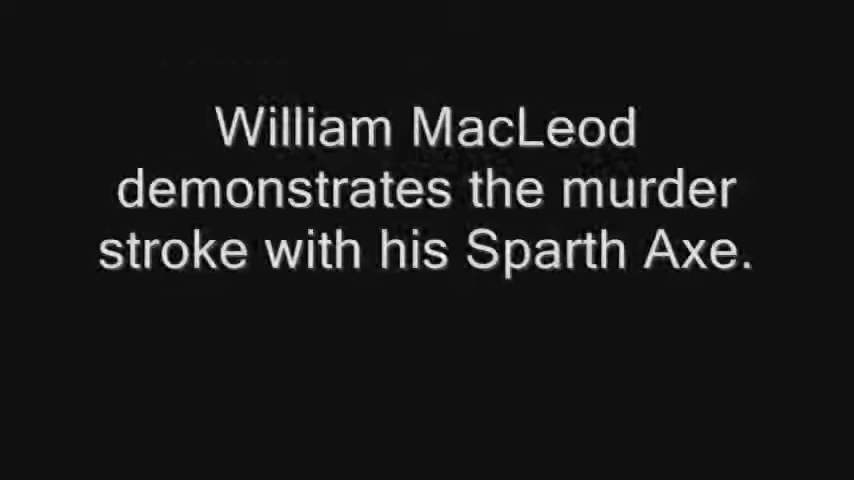 William MacLeod
demonstrates the murder
stroke with his Sparth Axe.